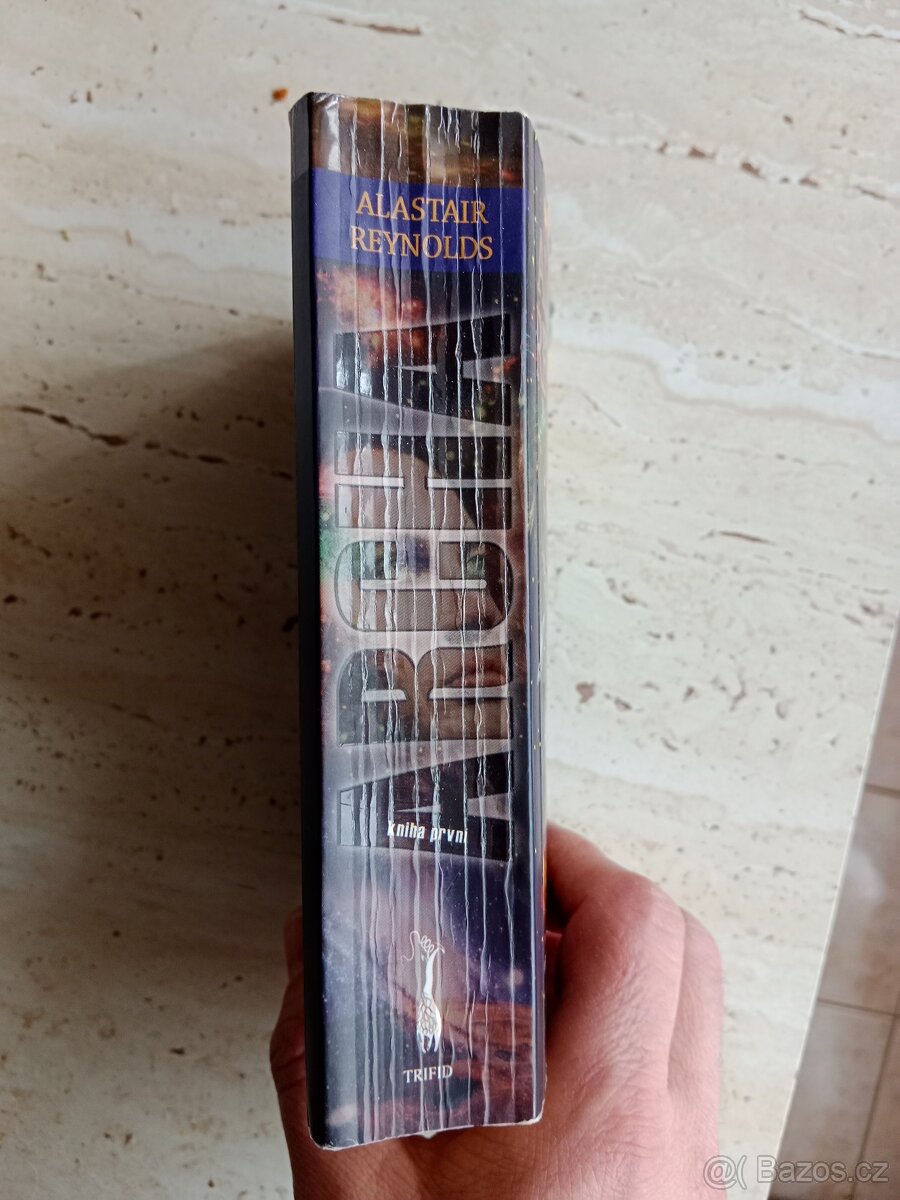 ALASTAIR
REYNOLDS
ARCHA
kniha první
TRIFID
@( Bazos.cz